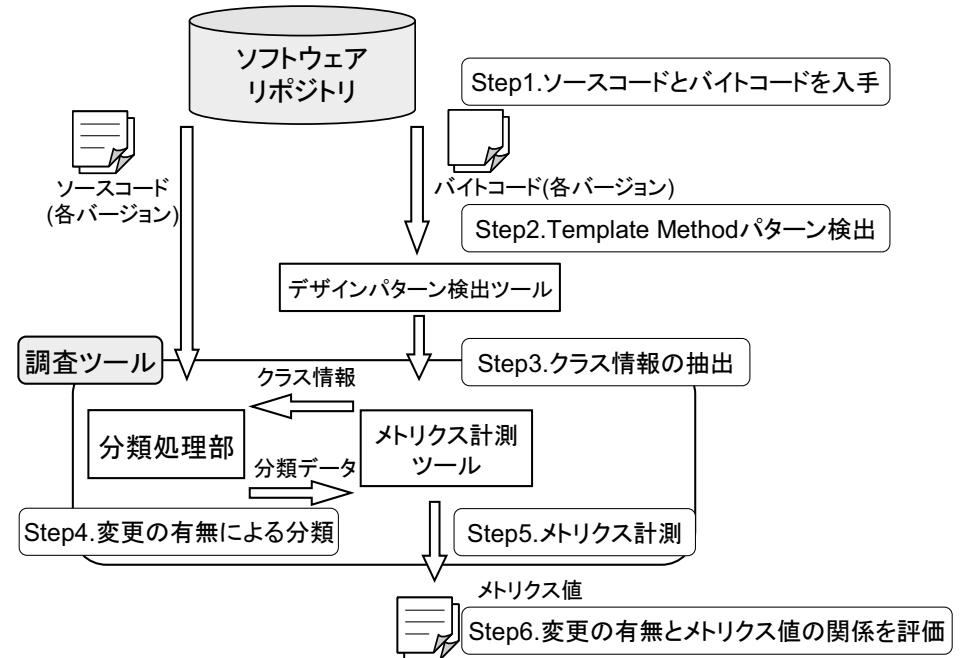 ソフトウェア
リポジトリ
Step1.ソースコードとバイトコードを入手
ソースコード
(各バージョン)
バイトコード(各バージョン)
Step2.Template Methodパターン検出
デザインパターン検出ツール
調査ツール
Step3.クラス情報の抽出
クラス情報
分類処理部
メトリクス計測
ツール
分類データ
Step4.変更の有無による分類
Step5.メトリクス計測
メトリクス値
Step6.変更の有無とメトリクス値の関係を評価